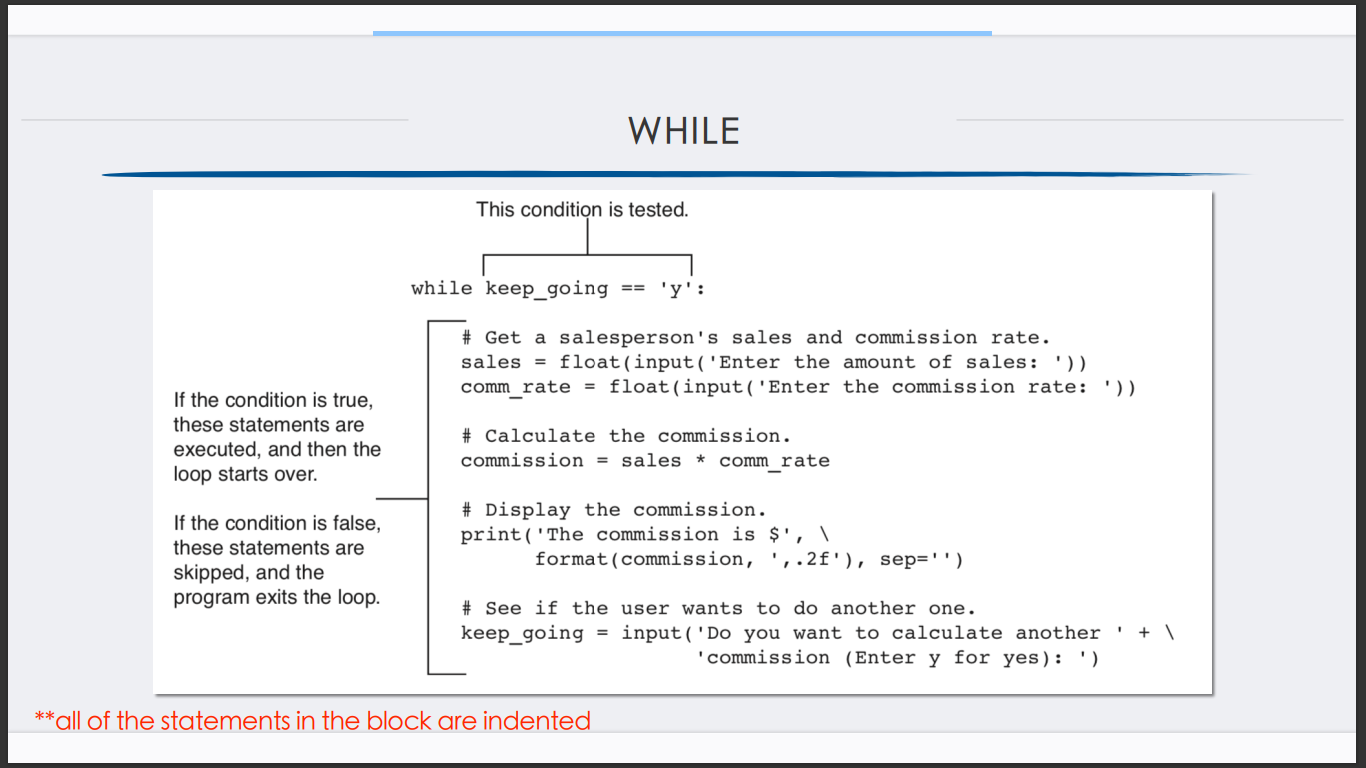 WHILE
This condition is tested.
while keep_going == 'y':
# Get a salesperson's sales and commission rate.
sales = float(input('Enter the amount of sales: '))
comm_rate = float(input('Enter the commission rate: '))
# Calculate the commission.
commission = sales * comm_rate
# Display the commission.
print('The commission is $', \
format(commission, ',.2f'), sep='')
# See if the user wants to do another one.
keep_going = input('Do you want to calculate another ' + \
'commission (Enter y for yes): ')
If the condition is true,
these statements are
executed, and then the
loop starts over.
If the condition is false,
these statements are
skipped, and the
program exits the loop.
**all of the statements in the block are indented